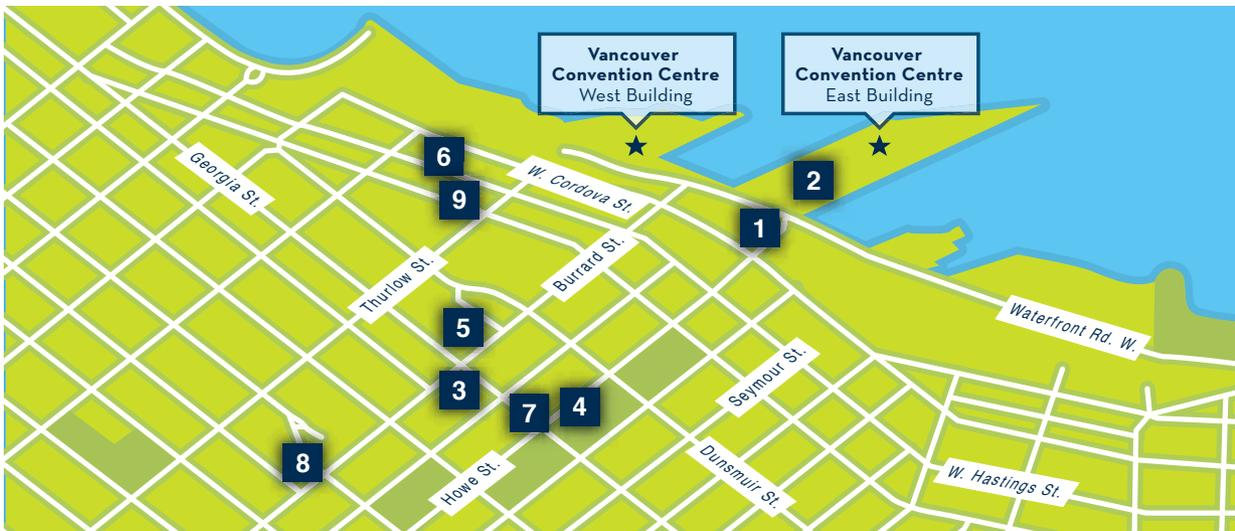 Vancouver
Convention Centre
West Building
Vancouver
Convention Centre
East Building
6
Georgia St.
9
W. Cordova St.
2
1
Burrard St.
Thurlow St.
5
Waterfront Rd. W.
3
Seymour St.
7
4
8
Howe St.
Dunsmuir St.
W. Hastings St.